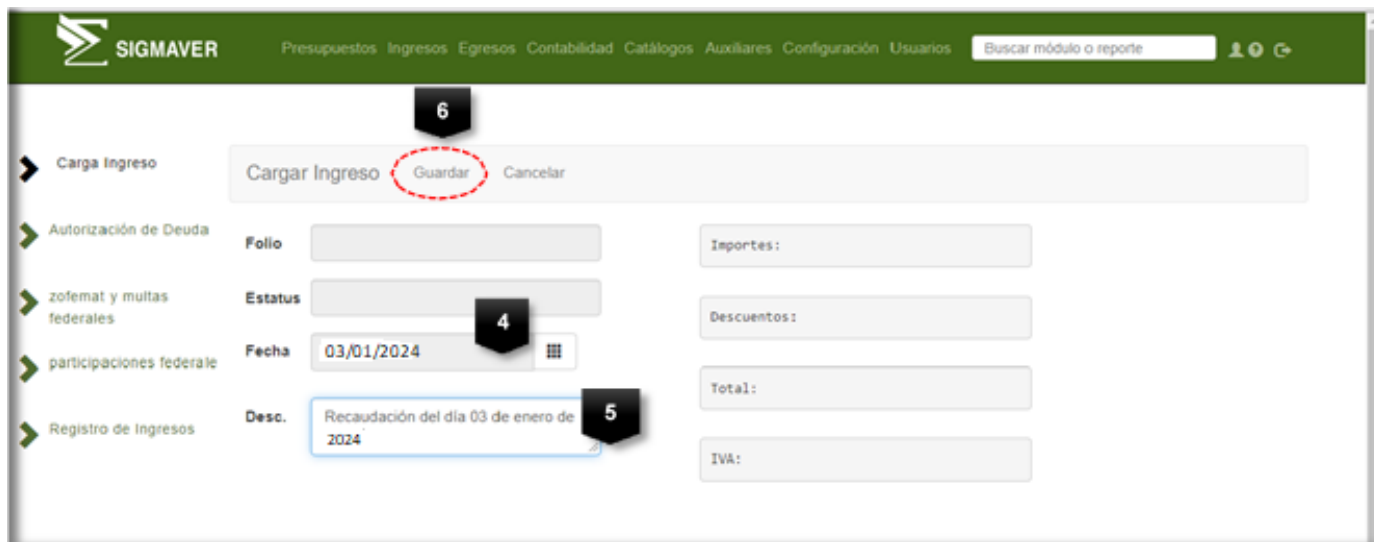 SIGMAVER
Presupuestos Ingresos Egresos Contabilidad Catálogos Auxiliares Configuración Usuarios
Buscar módulo o reporte
6
Carga Ingreso
Cargar Ingreso Guardar Cancelar
Autorización de Deuda
Folio
Importes:
zofemat y multas
federales
Estatus
Descuentos:
4
participaciones federale
Fecha 03/01/2024
Total:
Registro de Ingresos
Desc. Recaudación del día 03 de enero de
2024
5
IVA: